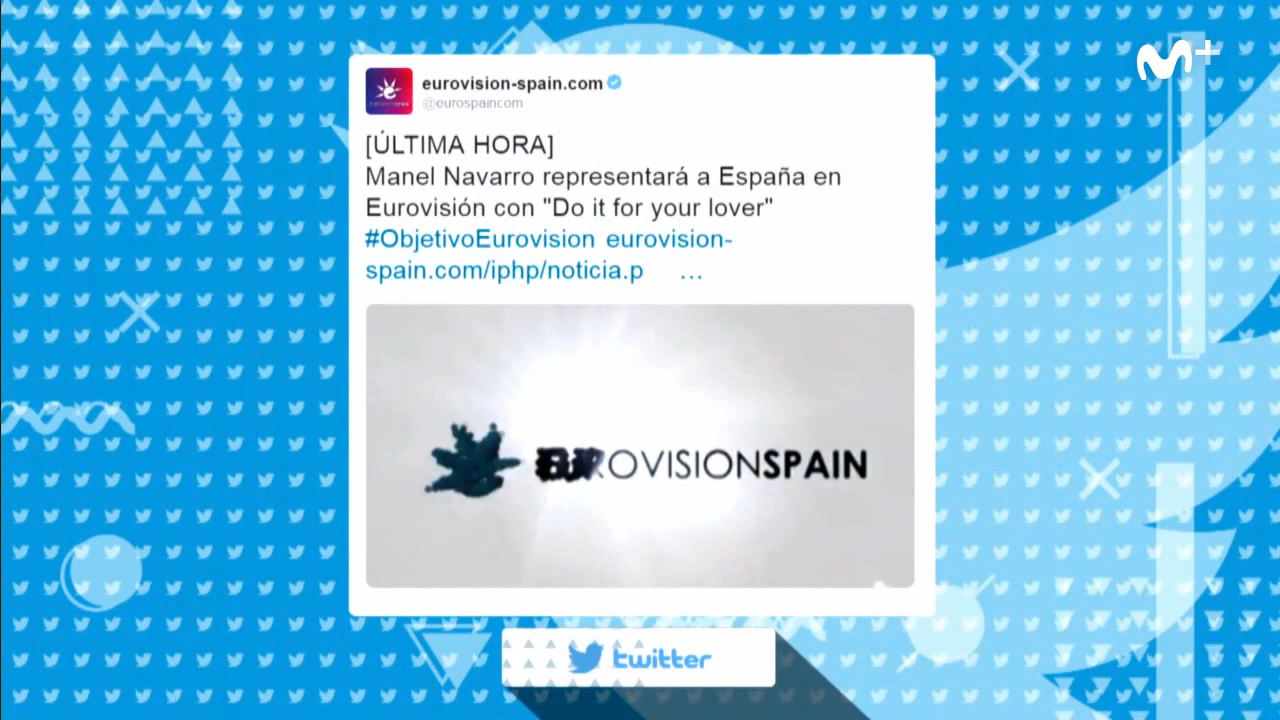 M+
eurovision-spain.com
@eurospaincom
[ÚLTIMA HORA]
Manel Navarro representará a España en
Eurovisión con "Do it for your lover"
#ObjetivoEurovision eurovision-
spain.com/iphp/noticia.p …
EUROVISIONSPAIN
twitter